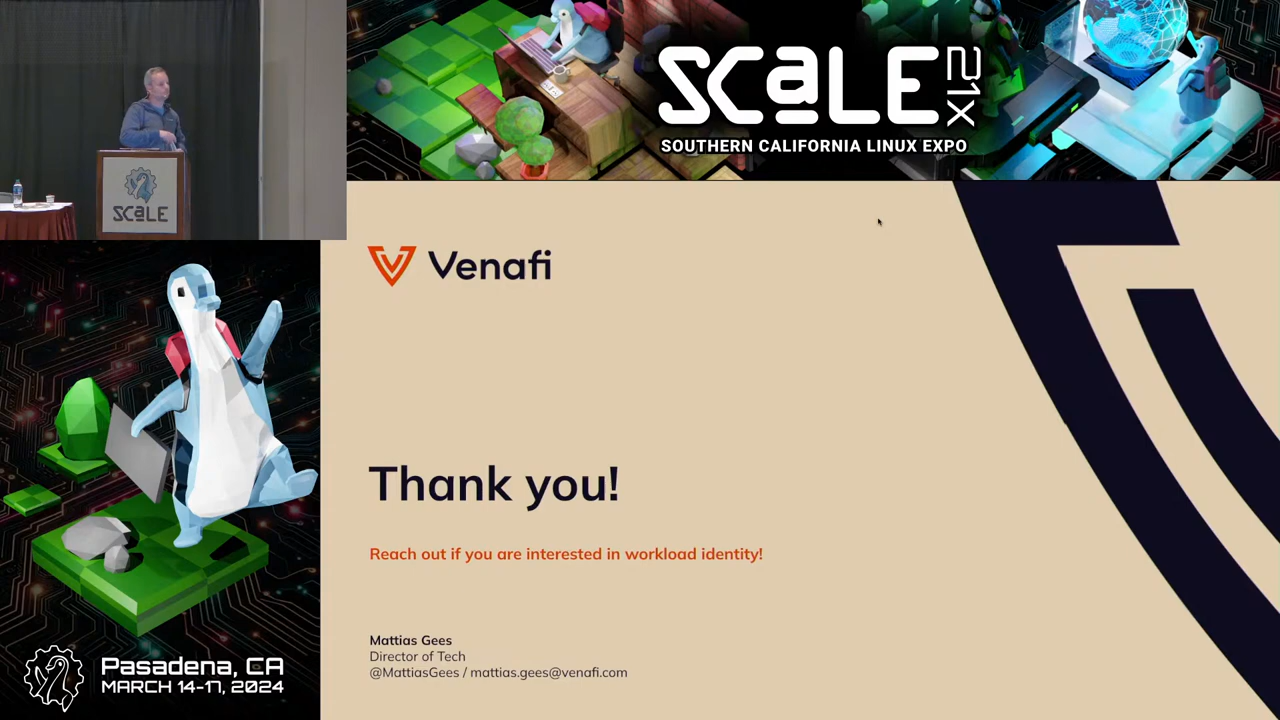 SCaLE 21X
SOUTHERN CALIFORNIA LINUX EXPO
SCaLE
Venafi
Thank you!
Reach out if you are interested in workload identity!
Mattias Gees
Director of Tech
@MattiasGees / mattias.gees@venafi.com
Pasadena, CA
MARCH 14-17, 2024